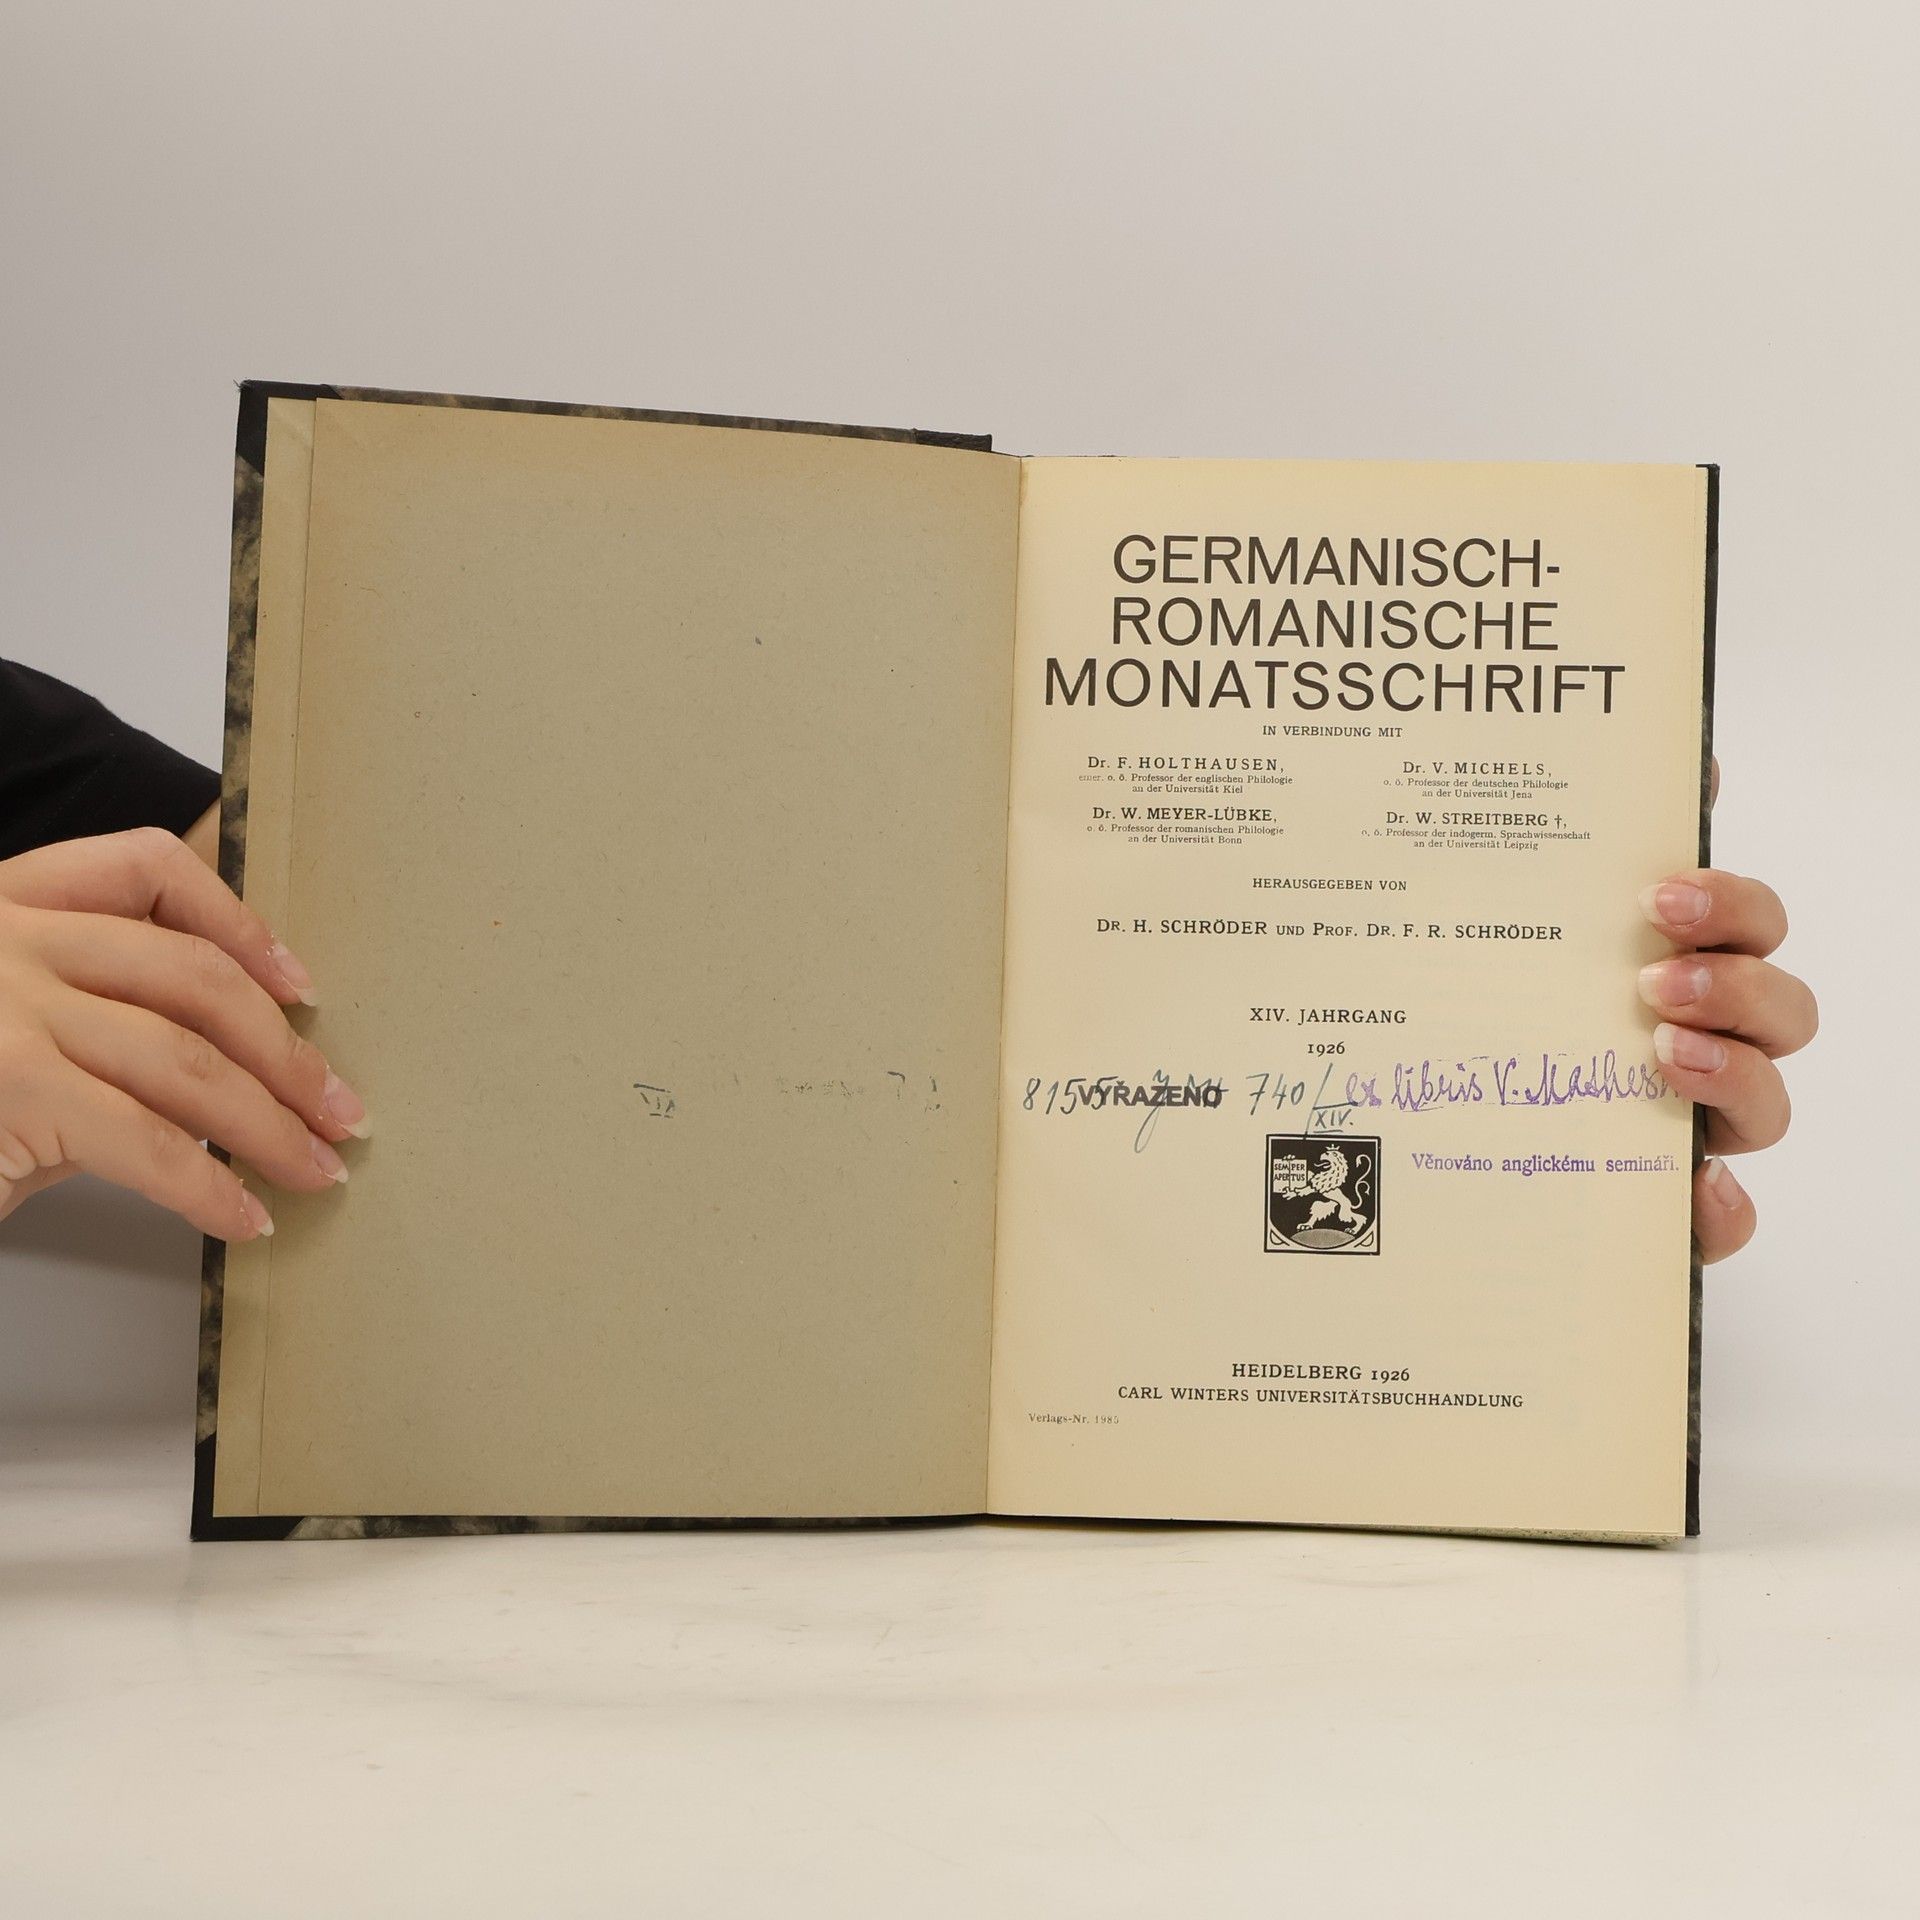 GERMANISCH-
ROMANISCHE
MONATSSCHRIFT
IN VERBINDUNG MIT
Dr. F. HOLTHAUSEN,
emer. o. ö. Professor der englischen Philologie
an der Universität Kiel
Dr. V. MICHELS,
o. ö. Professor der deutschen Philologie
an der Universität Jena
Dr. W. MEYER-LÜBKE,
o. ö. Professor der romanischen Philologie
an der Universität Bonn
Dr. W. STREITBERG †,
o. ö. Professor der indogerm. Sprachwissenschaft
an der Universität Leipzig
HERAUSGEGEBEN VON
DR. H. SCHRÖDER UND PROF. DR. F. R. SCHRÖDER
XIV. JAHRGANG
1926
8155 VYŘAZENO 740/XIV. ex libris V.
SEMPER
APERTUS
Věnováno anglickému semináři.
HEIDELBERG 1926
CARL WINTERS UNIVERSITÄTSBUCHHANDLUNG
Verlags-Nr. 1985